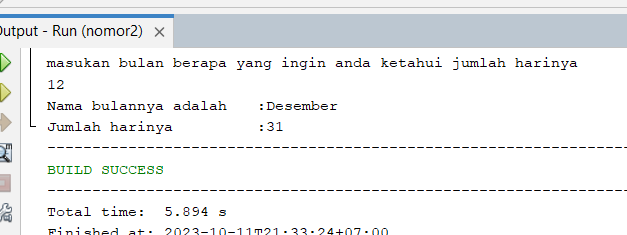 Output - Run (nomor2) ×
masukan bulan berapa yang ingin anda ketahui jumlah harinya
12
Nama bulannya adalah    :Desember
Jumlah harinya          :31
------------------------------------------------------------------------
BUILD SUCCESS
------------------------------------------------------------------------
Total time:  5.894 s
Finished at: 2023-10-11T21:33:24+07:00